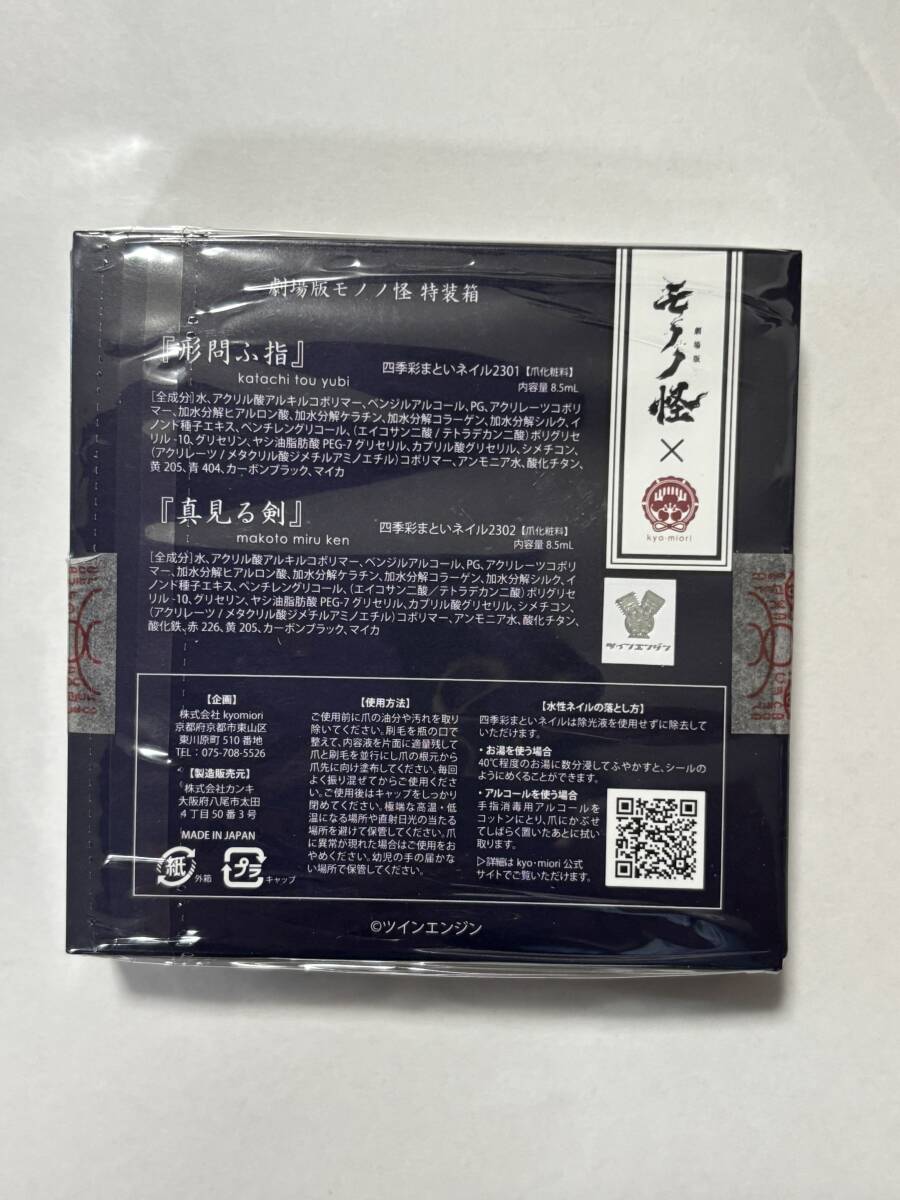 劇場版モノノ怪 特装箱
『形問ふ指』
katachi tou yubi
四季彩まといネイル2301【爪化粧料】
内容量 8.5mL
[全成分]水、アクリル酸アルキルコポリマー、ベンジルアルコール、PG、アクリレーツコポリ
マー、加水分解ヒアルロン酸、加水分解ケラチン、加水分解コラーゲン、加水分解シルク、イ
ノンド種子エキス、ペンチレングリコール、(エイコサン二酸/テトラデカン二酸)ポリグリセ
リル-10、グリセリン、ヤシ油脂肪酸 PEG-7 グリセリル、カプリル酸グリセリル、シメチコン、
(アクリレーツ/メタクリル酸ジメチルアミノエチル)コポリマー、アンモニア水、酸化チタン、
黄 205、青 404、カーボンブラック、マイカ
『真見る剣』
makoto miru ken
四季彩まといネイル2302【爪化粧料】
内容量 8.5mL
[全成分]水、アクリル酸アルキルコポリマー、ベンジルアルコール、PG、アクリレーツコポリ
マー、加水分解ヒアルロン酸、加水分解ケラチン、加水分解コラーゲン、加水分解シルク、イ
ノンド種子エキス、ペンチレングリコール、(エイコサン二酸/テトラデカン二酸)ポリグリセ
リル-10、グリセリン、ヤシ油脂肪酸 PEG-7 グリセリル、カプリル酸グリセリル、シメチコン、
(アクリレーツ/メタクリル酸ジメチルアミノエチル)コポリマー、アンモニア水、酸化チタン、
酸化鉄、赤 226、黄 205、カーボンブラック、マイカ
劇場版
モノノ怪
×
kyo·miori
ツインエンジン
【企画】
株式会社 kyomiori
京都府京都市東山区
東川原町 510 番地
TEL:075-708-5526
【製造販売元】
株式会社カンキ
大阪府八尾市太田
4 丁目 50 番 3 号
MADE IN JAPAN
紙
外箱
プラ
キャップ
【使用方法】
ご使用前に爪の油分や汚れを取り
除いてください。刷毛を瓶の口で
整えて、内容液を片面に適量残して
爪と刷毛を並行にし爪の根元から
爪先に向け塗布してください。毎回
よく振り混ぜてからご使用くださ
い。ご使用後はキャップをしっかり
閉めてください。極端な高温・低
温になる場所や直射日光の当たる
場所を避けて保管してください。爪
に異常が現れた場合はご使用をお
やめください。幼児の手の届かな
い場所で保管してください。
【水性ネイルの落とし方】
四季彩まといネイルは除光液を使用せずに除去して
いただけます。
・お湯を使う場合
40℃程度のお湯に数分浸してふやかすと、シールの
ようにめくることができます。
・アルコールを使う場合
手指消毒用アルコールを
コットンにとり、爪にかぶせ
てしばらく置いたあとに拭い
取ります。
▷詳細は kyo·miori 公式
サイトでご覧いただけます。
©ツインエンジン